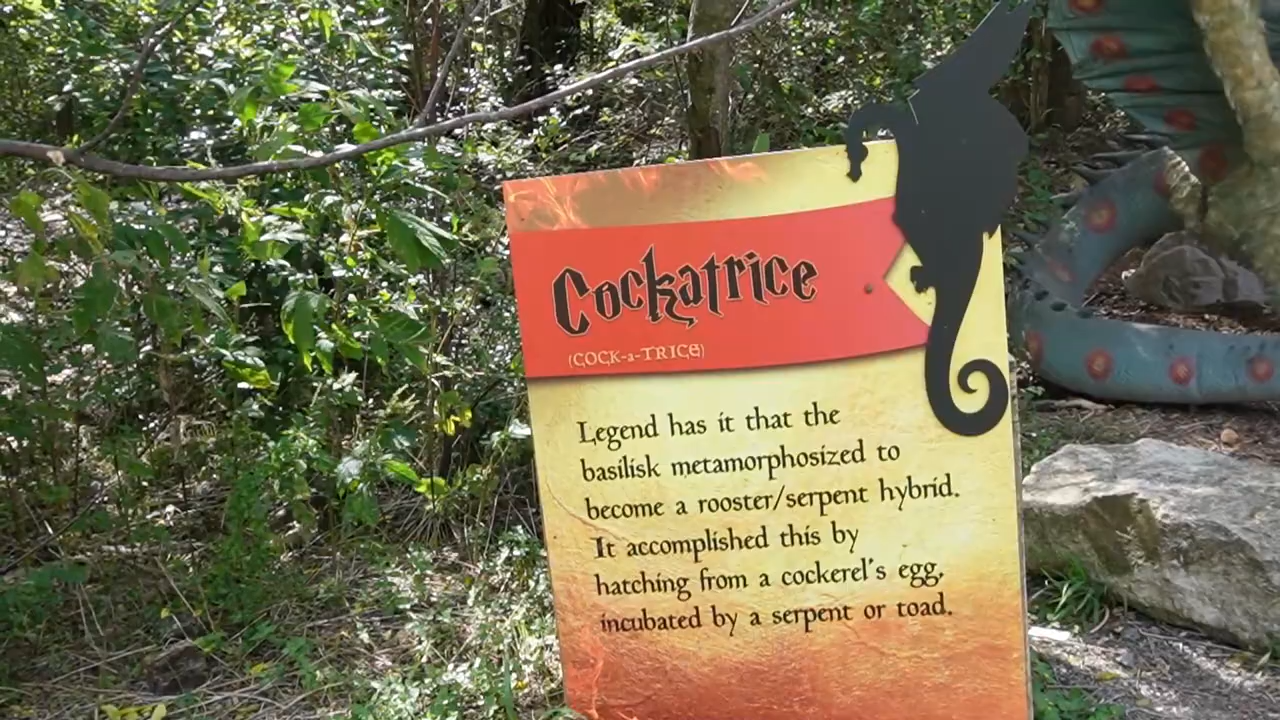 Cockatrice
(COCK-a-TRICE)
Legend has it that the
basilisk metamorphosized to
become a rooster/serpent hybrid.
It accomplished this by
hatching from a cockerel's egg,
incubated by a serpent or toad.